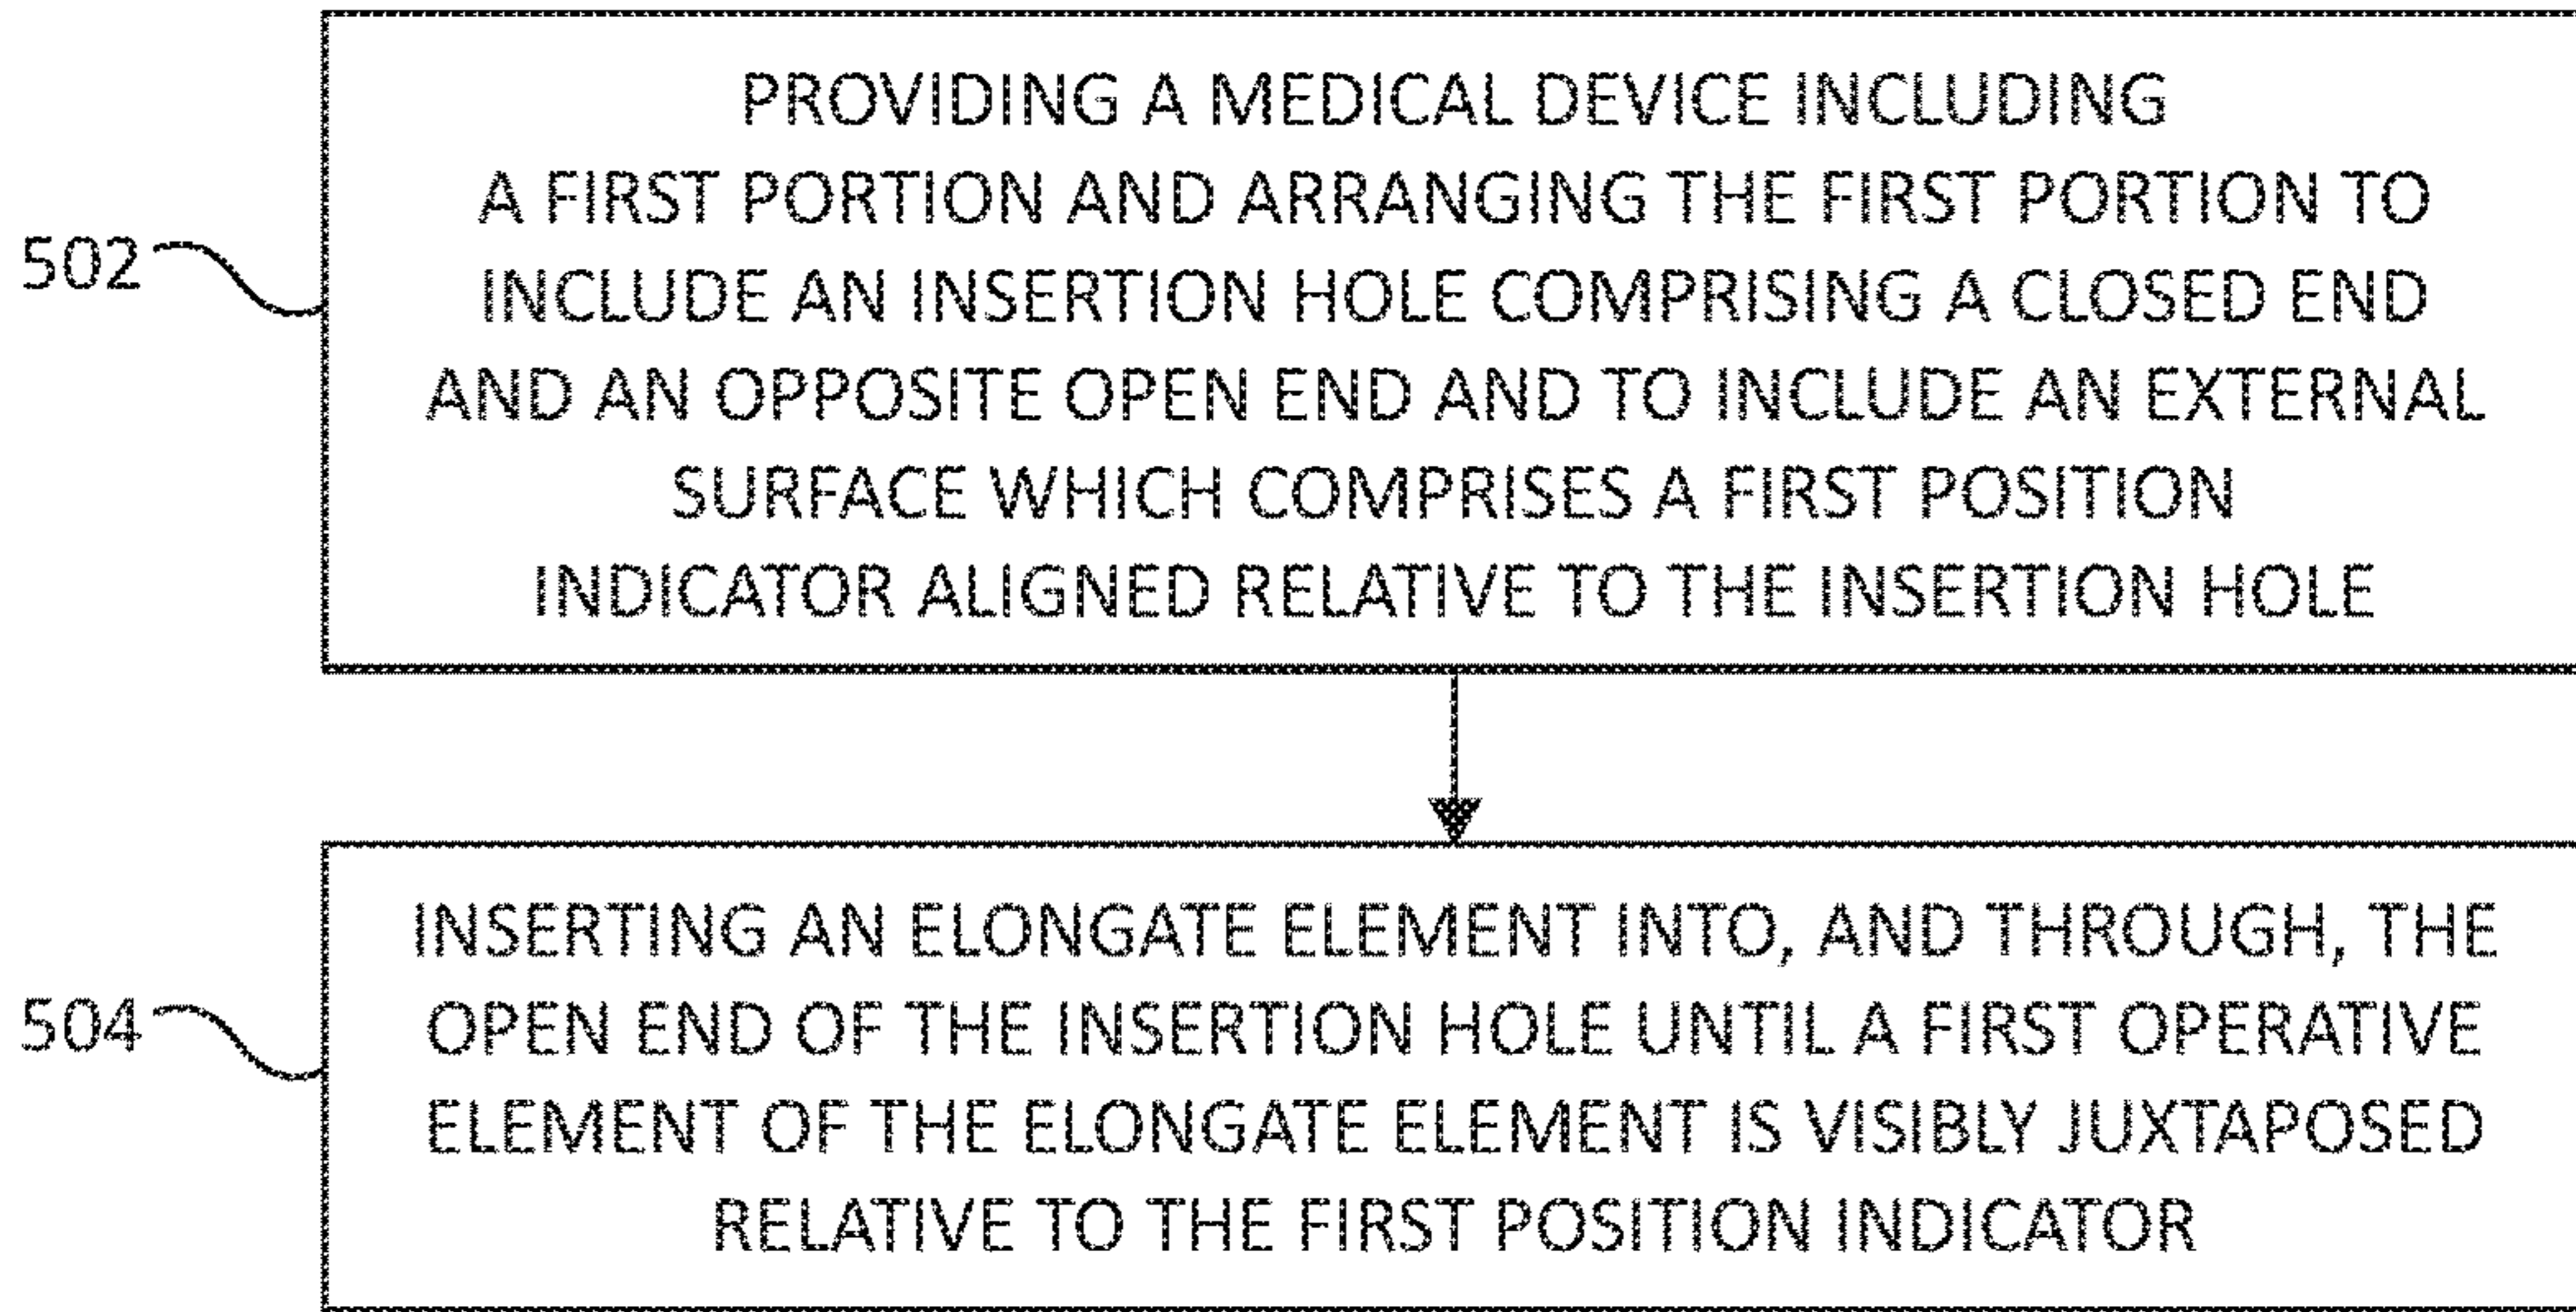 PROVIDING A MEDICAL DEVICE INCLUDING
A FIRST PORTION AND ARRANGING THE FIRST PORTION TO
502
INCLUDE AN INSERTION HOLE COMPRISING A CLOSED END
AND AN OPPOSITE OPEN END AND TO INCLUDE AN EXTERNAL
SURFACE WHICH COMPRISES A FIRST POSITION
INDICATOR ALIGNED RELATIVE TO THE INSERTION HOLE
INSERTING AN ELONGATE ELEMENT INTO, AND THROUGH, THE
504
OPEN END OF THE INSERTION HOLE UNTIL A FIRST OPERATIVE
ELEMENT OF THE ELONGATE ELEMENT IS VISIBLY JUXTAPOSED
RELATIVE TO THE FIRST POSITION INDICATOR